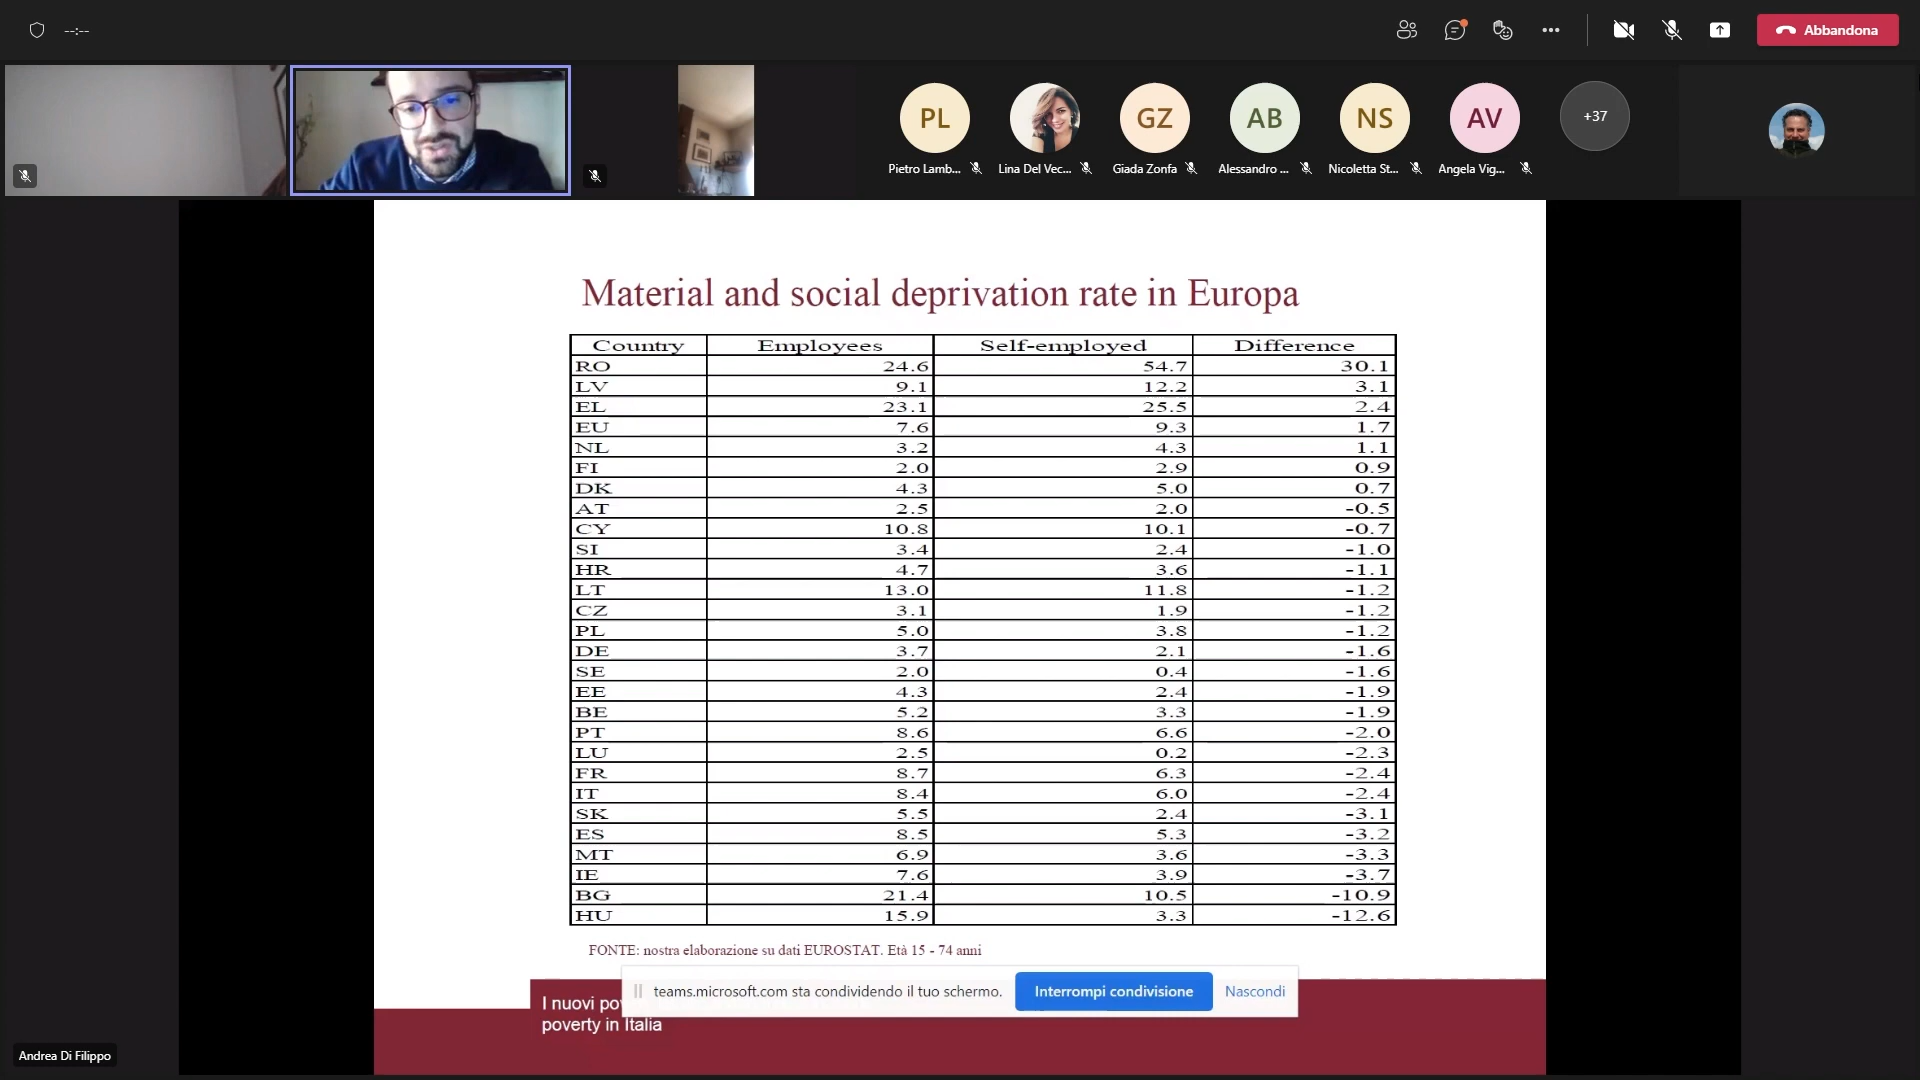 --:--
Abbandona
PL
GZ
AB
NS
AV
+37
Pietro Lamb...
Lina Del Vec...
Giada Zonfa
Alessandro ...
Nicoletta St...
Angela Vig...
Material and social deprivation rate in Europa
Country Employees Self-employed Difference
RO 24.6 54.7 30.1
LV 9.1 12.2 3.1
EL 23.1 25.5 2.4
EU 7.6 9.3 1.7
NL 3.2 4.3 1.1
FI 2.0 2.9 0.9
DK 4.3 5.0 0.7
AT 2.5 2.0 -0.5
CY 10.8 10.1 -0.7
SI 3.4 2.4 -1.0
HR 4.7 3.6 -1.1
LT 13.0 11.8 -1.2
CZ 3.1 1.9 -1.2
PL 5.0 3.8 -1.2
DE 3.7 2.1 -1.6
SE 2.0 0.4 -1.6
EE 4.3 2.4 -1.9
BE 5.2 3.3 -1.9
PT 8.6 6.6 -2.0
LU 2.5 0.2 -2.3
FR 8.7 6.3 -2.4
IT 8.4 6.0 -2.4
SK 5.5 2.4 -3.1
ES 8.5 5.3 -3.2
MT 6.9 3.6 -3.3
IE 7.6 3.9 -3.7
BG 21.4 10.5 -10.9
HU 15.9 3.3 -12.6
FONTE: nostra elaborazione su dati EUROSTAT. Età 15 - 74 anni
teams.microsoft.com sta condividendo il tuo schermo.
Interrompi condivisione
Nascondi
I nuovi
poverty in Italia
Andrea Di Filippo